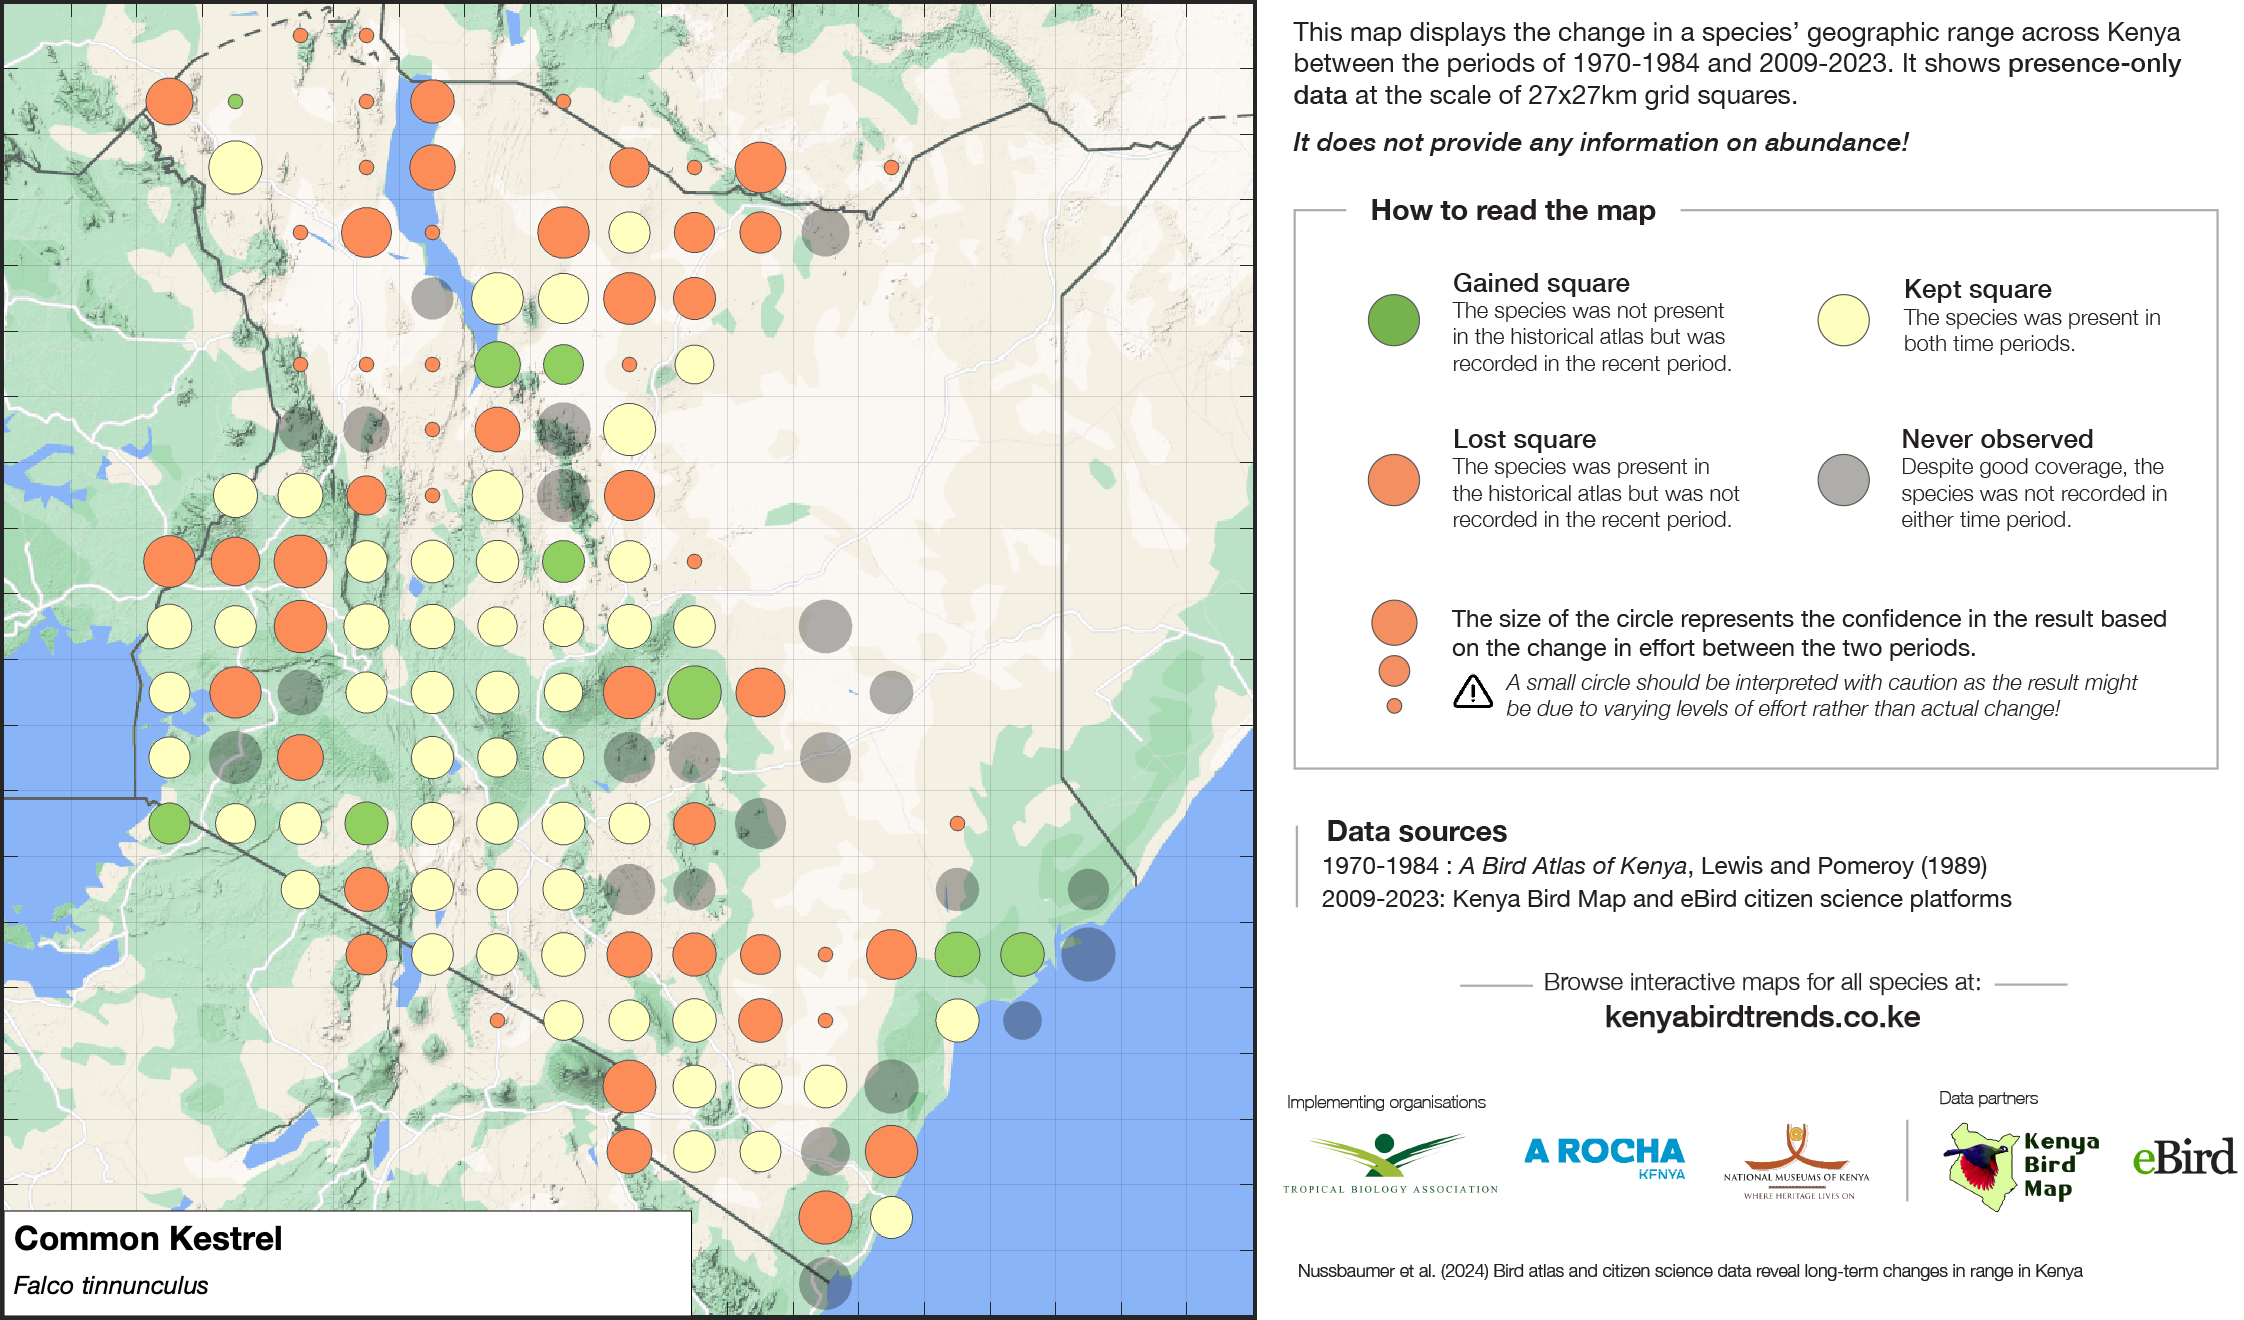 This map displays the change in a species' geographic range across Kenya
between the periods of 1970-1984 and 2009-2023. It shows presence-only
data at the scale of 27x27km grid squares.
It does not provide any information on abundance!
How to read the map
Gained square
The species was not present
in the historical atlas but was
recorded in the recent period.
Kept square
The species was present in
both time periods.
Lost square
The species was present in
the historical atlas but was not
recorded in the recent period.
Never observed
Despite good coverage, the
species was not recorded in
either time period.
The size of the circle represents the confidence in the result based
on the change in effort between the two periods.
A small circle should be interpreted with caution as the result might
be due to varying levels of effort rather than actual change!
Data sources
1970-1984 : A Bird Atlas of Kenya, Lewis and Pomeroy (1989)
2009-2023: Kenya Bird Map and eBird citizen science platforms
Browse interactive maps for all species at:
kenyabirdtrends.co.ke
Implementing organisations
Data partners
TROPICAL BIOLOGY ASSOCIATION
A ROCHA
KENYA
NATIONAL MUSEUMS OF KENYA
WHERE HERITAGE LIVES ON
Kenya
Bird
Map
eBird
Nussbaumer et al. (2024) Bird atlas and citizen science data reveal long-term changes in range in Kenya
Common Kestrel
Falco tinnunculus